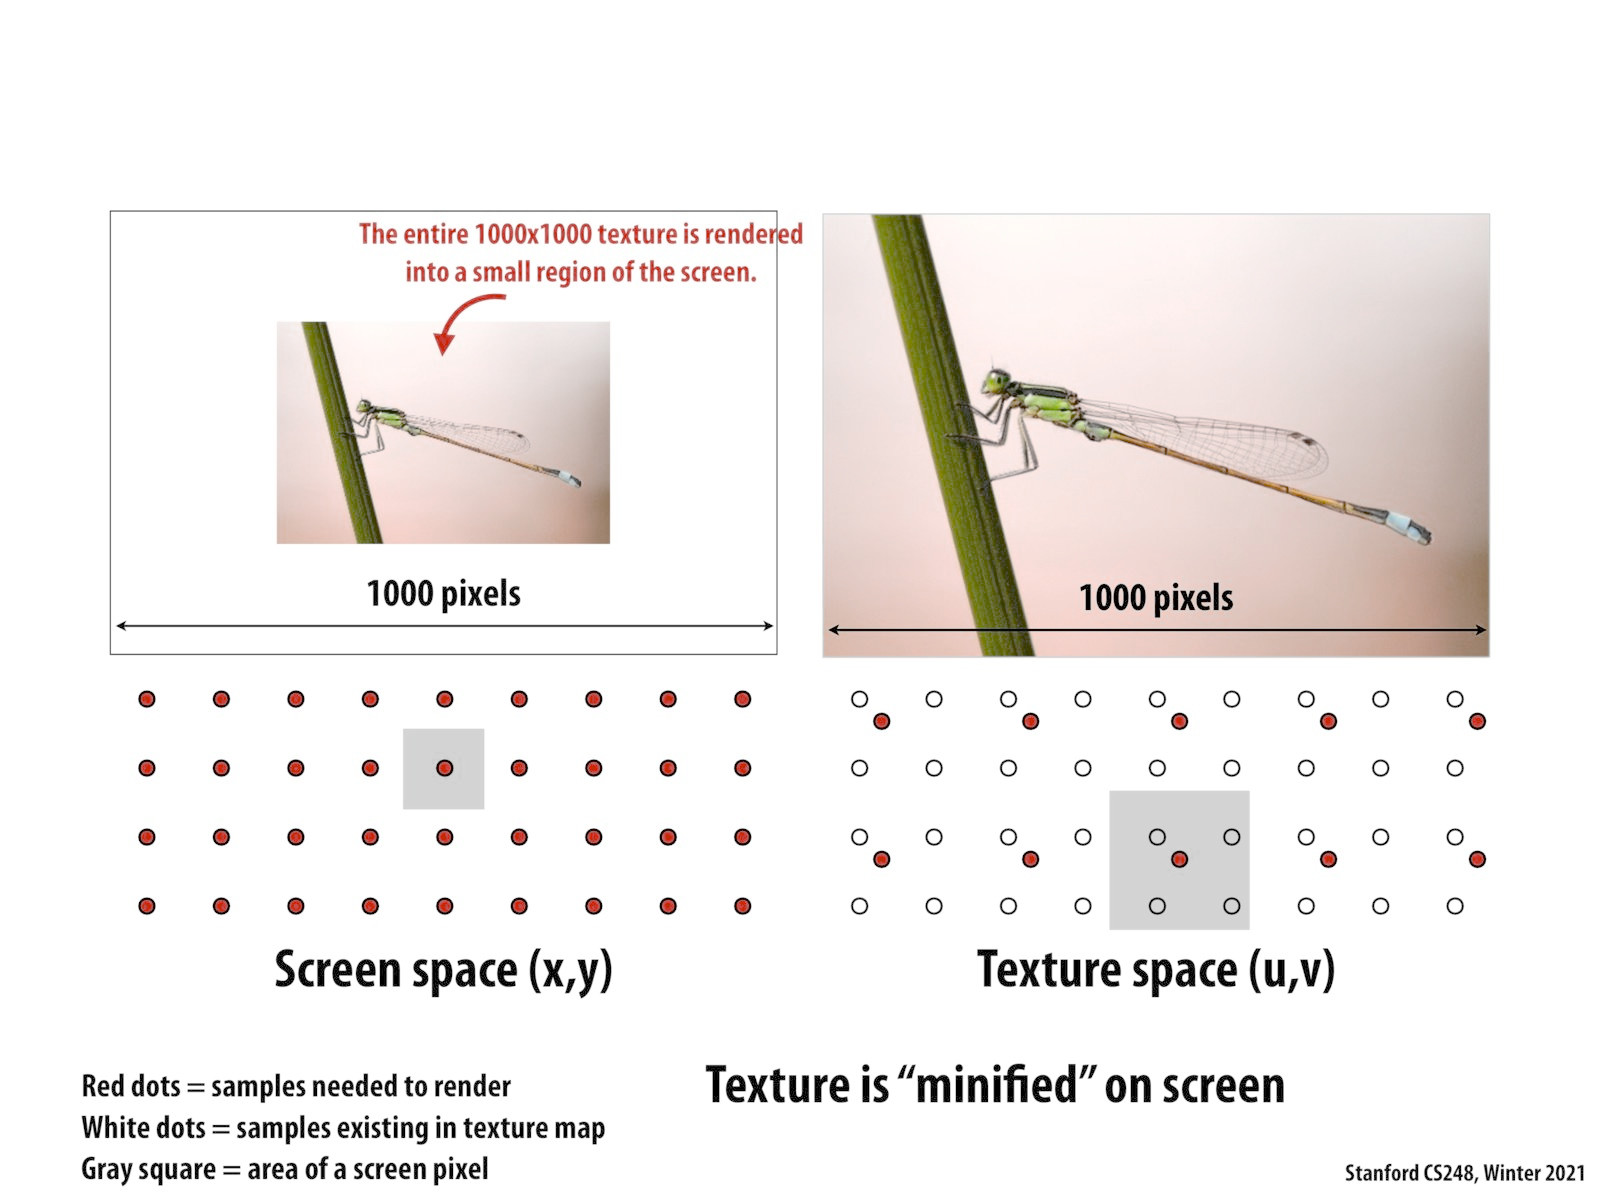 The entire 1000x1000 texture is rendered
into a small region of the screen.
1000 pixels
1000 pixels
Screen space (x,y)
Texture space (u,v)
Red dots = samples needed to render
White dots = samples existing in texture map
Gray square = area of a screen pixel
Texture is “minified” on screen
Stanford CS248, Winter 2021